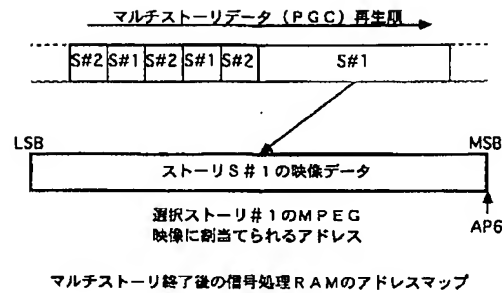 マルチストーリデータ（ＰＧＣ）再生順
S#2 S#1 S#2 S#1 S#2 S#1
LSB MSB
ストーリＳ＃１の映像データ
選択ストーリ＃１のＭＰＥＧ
映像に割当てられるアドレス
AP6
マルチストーリ終了後の信号処理ＲＡＭのアドレスマップ